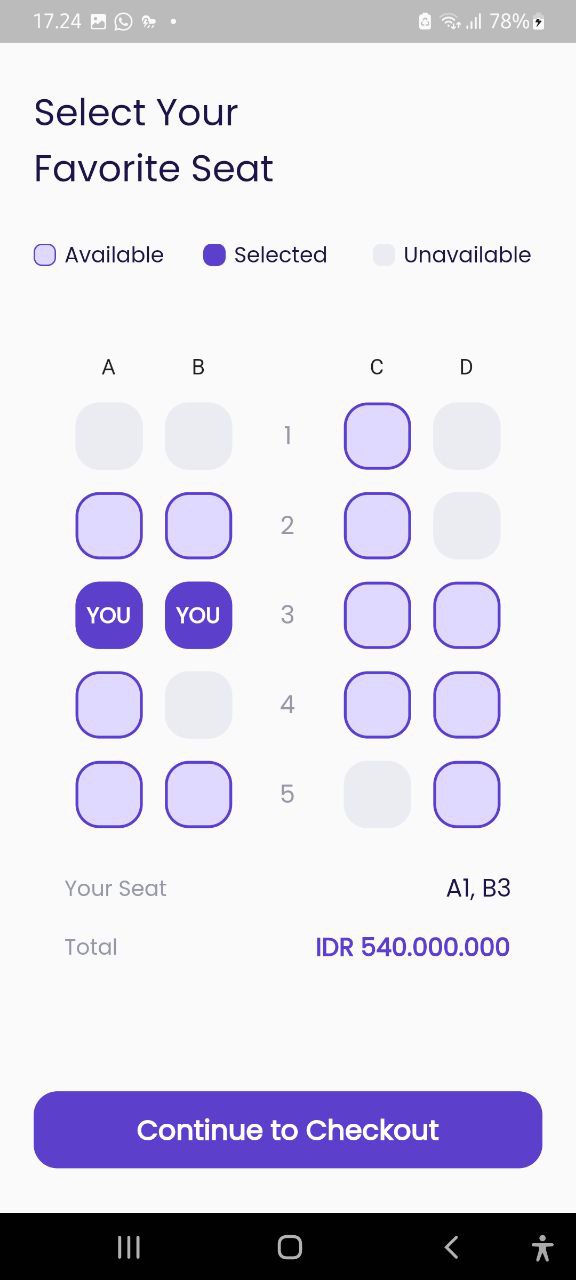 17.24 78%
Select Your
Favorite Seat
Available Selected Unavailable
A B C D
1
2
YOU YOU 3
4
5
Your Seat A1, B3
Total IDR 540.000.000
Continue to Checkout